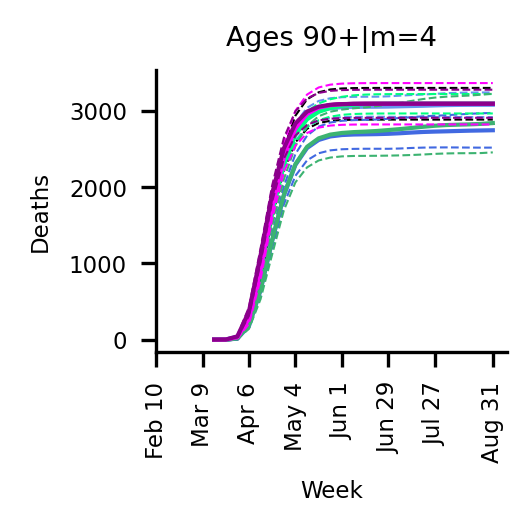 Ages 90+|m=4
Deaths
3000
2000
1000
0
Feb 10
Mar 9
Apr 6
May 4
Jun 1
Jun 29
Jul 27
Aug 31
Week